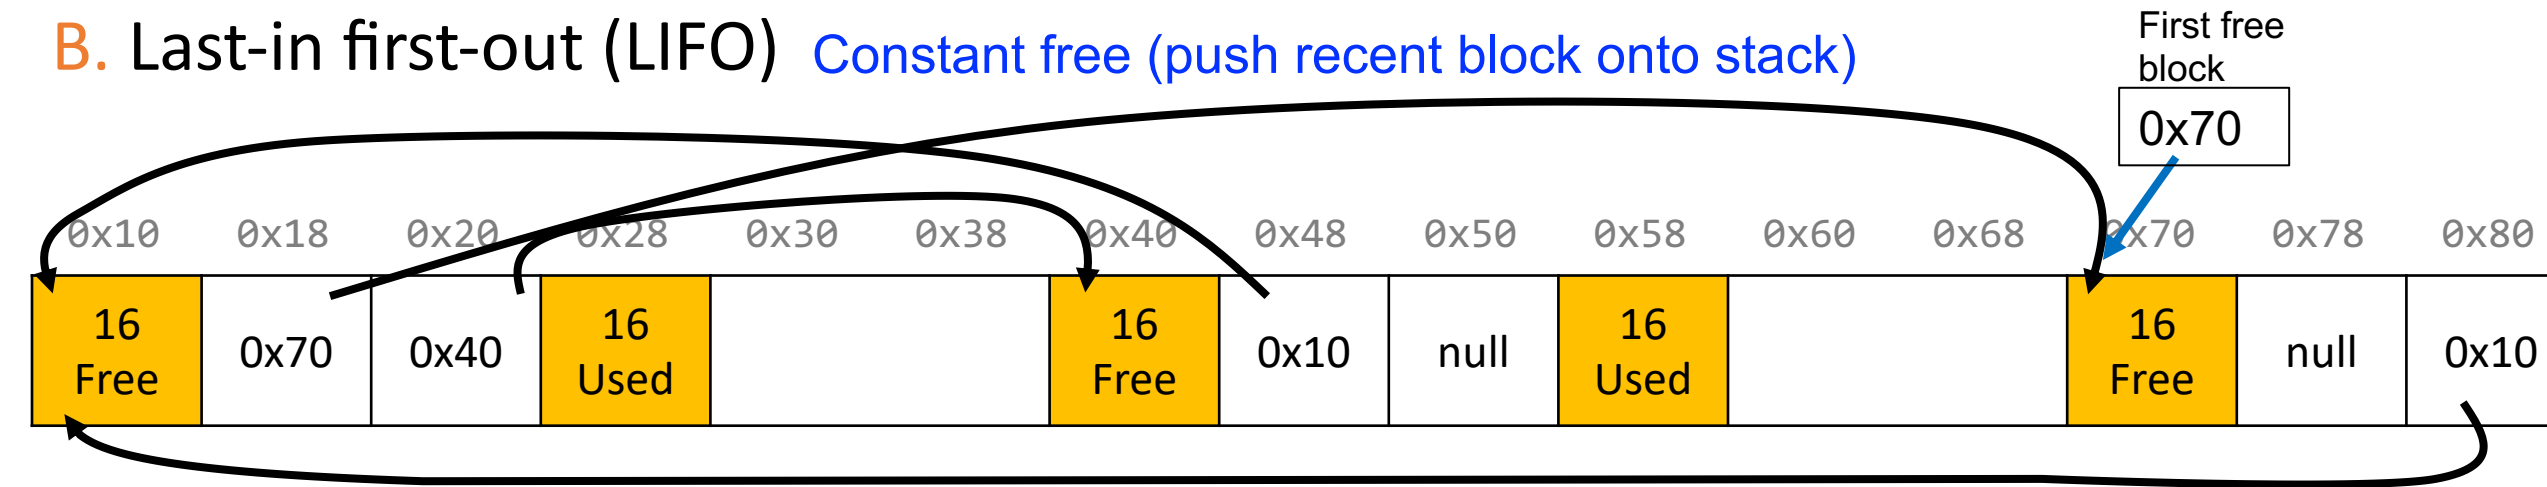 B. Last-in first-out (LIFO) Constant free (push recent block onto stack)
First free
block
0x70
0x10 0x18 0x20 0x28 0x30 0x38 0x40 0x48 0x50 0x58 0x60 0x68 0x70 0x78 0x80
16 Free 0x70 0x40 16 Used 16 Free 0x10 null 16 Used 16 Free null 0x10